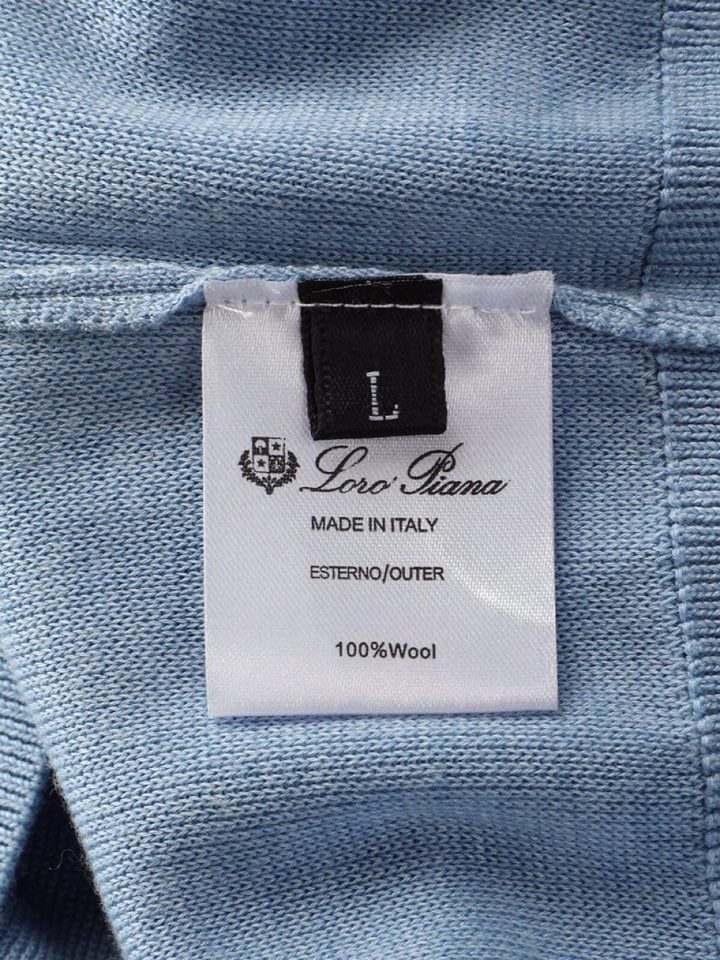 L
Loro Piana
MADE IN ITALY
ESTERNO/OUTER
100%Wool